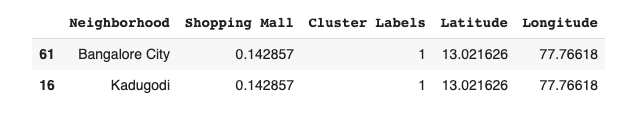 Neighborhood Shopping Mall Cluster Labels Latitude Longitude
61 Bangalore City 0.142857 1 13.021626 77.76618
16 Kadugodi 0.142857 1 13.021626 77.76618